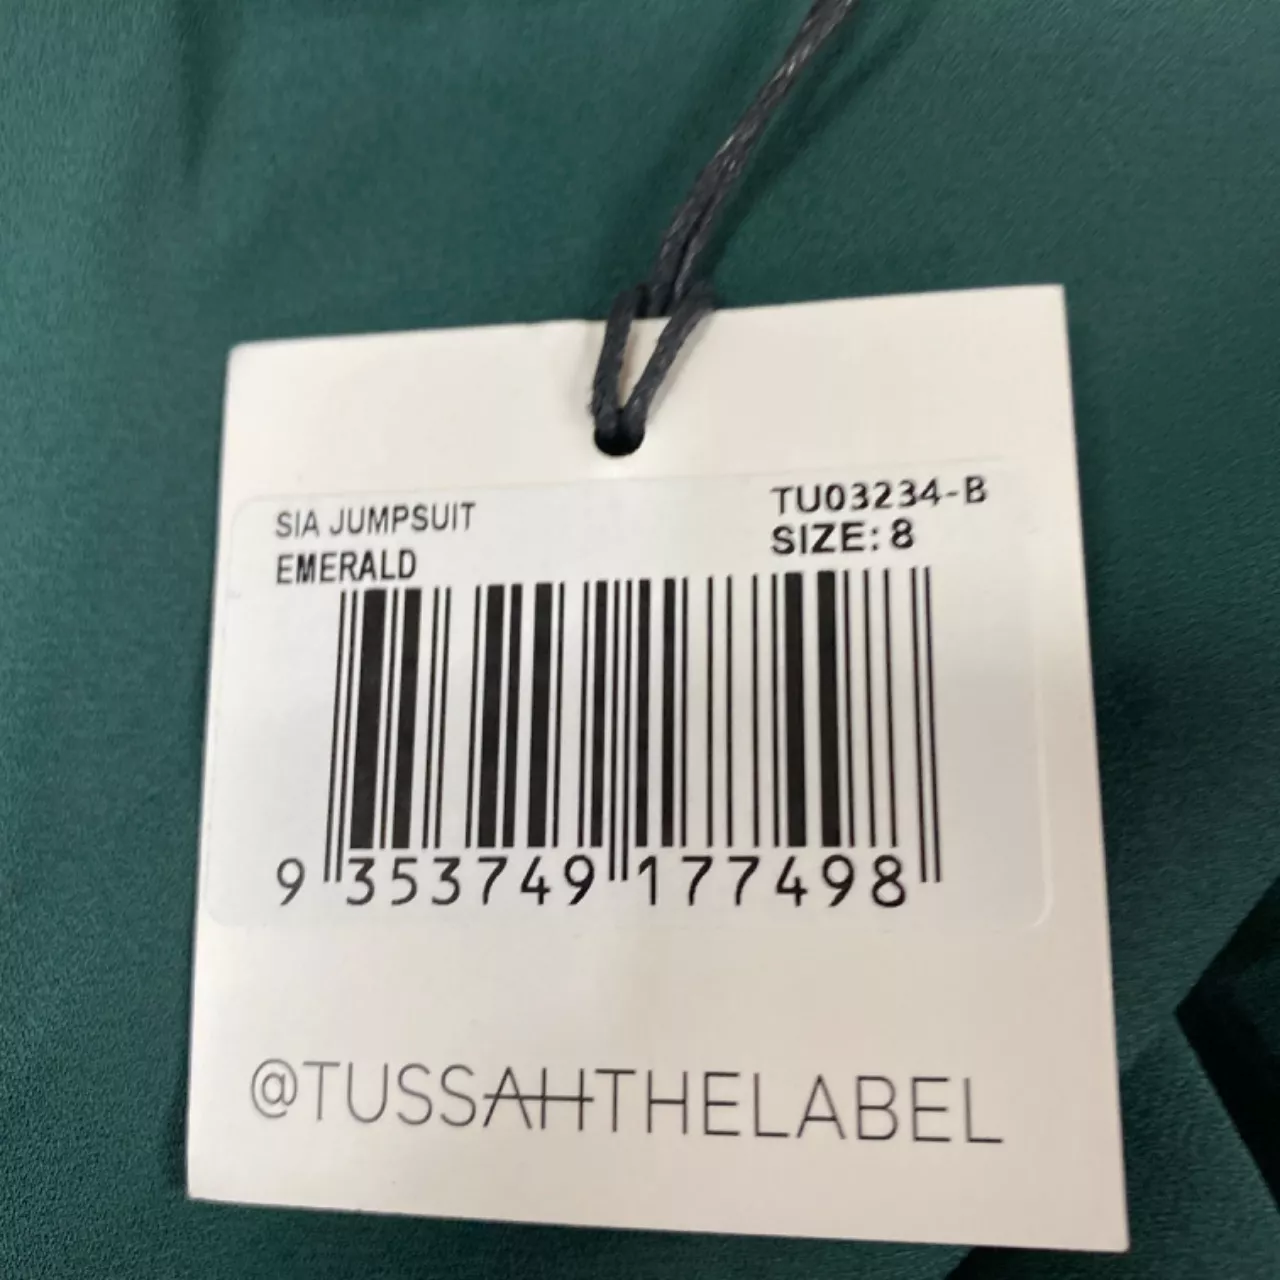 SIA JUMPSUIT
EMERALD
TU03234-B
SIZE: 8
9 353749 177498
@TUSSAHTHELABEL